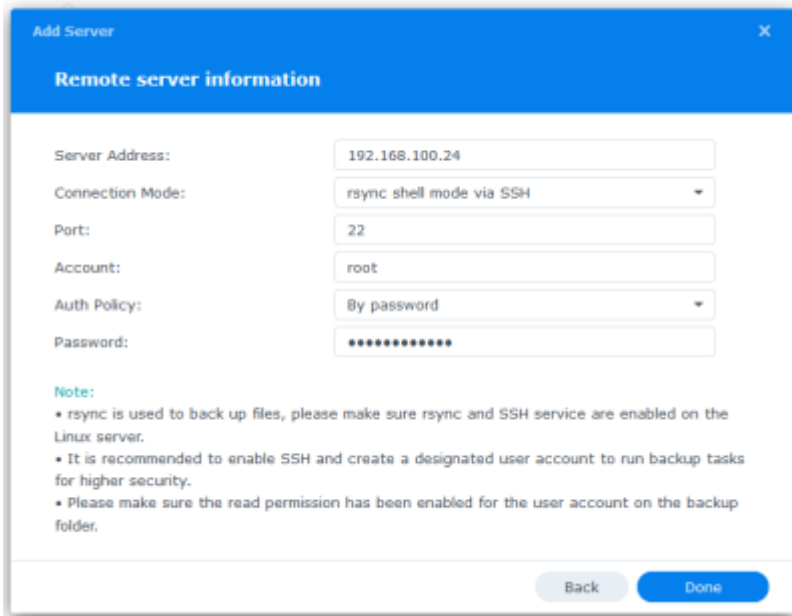 Add Server
Remote server information
Server Address: 192.168.100.24
Connection Mode: rsync shell mode via SSH
Port: 22
Account: root
Auth Policy: By password
Password: ••••••••••••
Note:
• rsync is used to back up files, please make sure rsync and SSH service are enabled on the
Linux server.
• It is recommended to enable SSH and create a designated user account to run backup tasks
for higher security.
• Please make sure the read permission has been enabled for the user account on the backup
folder.
Back Done